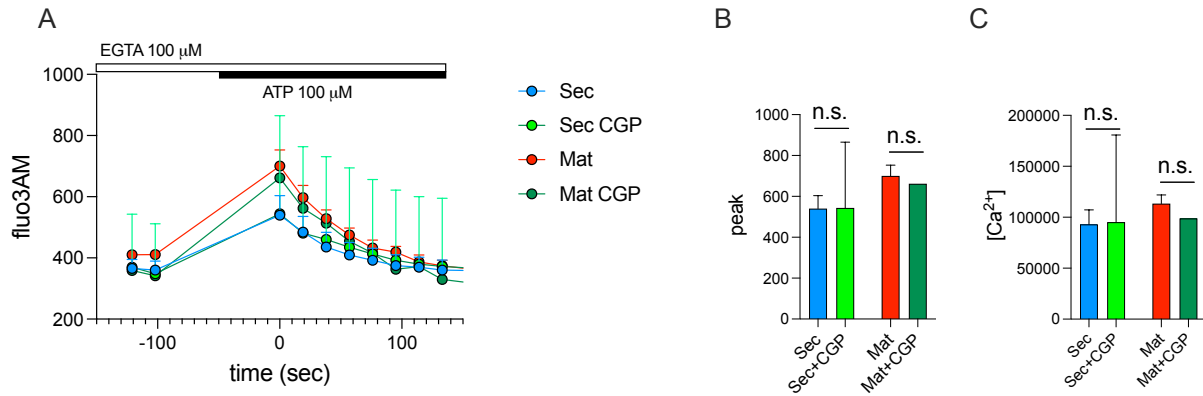 A
EGTA 100 μM
ATP 100 μM
1000
800
600
400
200
fluo3AM
-100
0
100
time (sec)
Sec
Sec CGP
Mat
Mat CGP
B
n.s.
n.s.
1000
800
600
400
200
0
peak
Sec
Sec+CGP
Mat
Mat+CGP
C
n.s.
n.s.
200000
150000
100000
50000
0
[Ca²⁺]
Sec
Sec+CGP
Mat
Mat+CGP